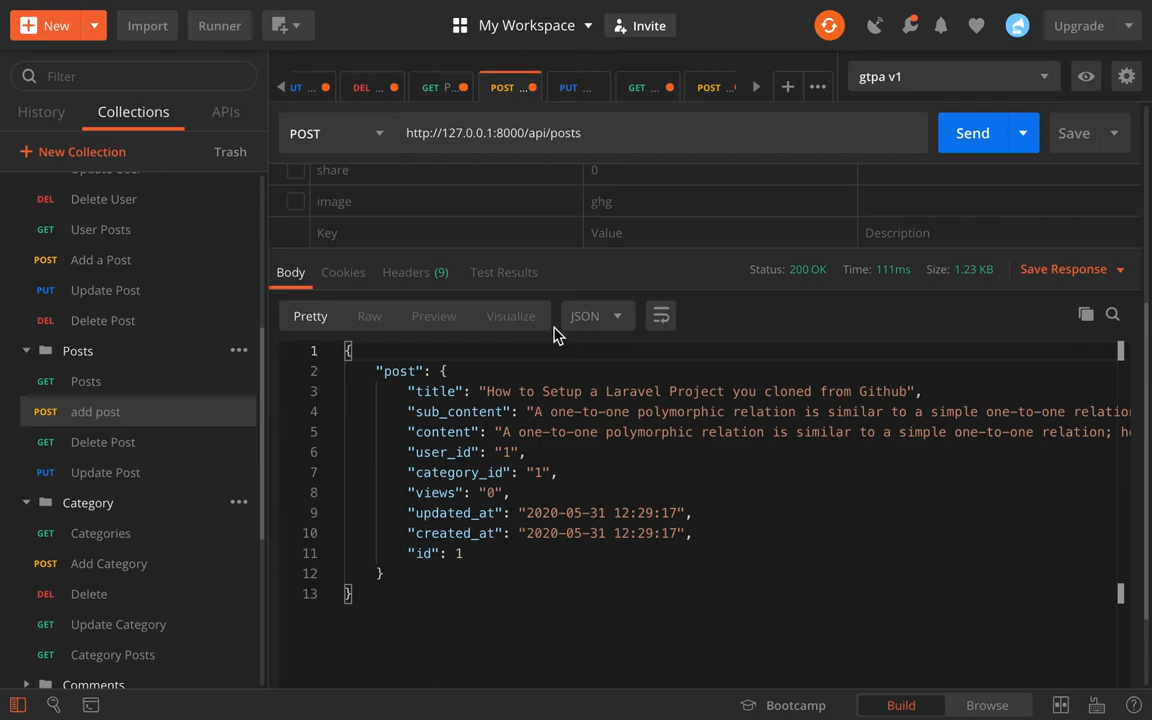 New
Import
Runner
My Workspace
Invite
Upgrade
Filter
History
Collections
APIs
New Collection
Trash
Update User
DEL Delete User
GET User Posts
POST Add a Post
PUT Update Post
DEL Delete Post
Posts
GET Posts
POST add post
DEL Delete Post
PUT Update Post
Category
GET Categories
POST Add Category
DEL Delete
GET Update Category
GET Category Posts
Comments
UT ...
DEL ...
GET P...
POST ...
PUT ...
GET ...
POST ...
gtpa v1
POST
http://127.0.0.1:8000/api/posts
Send
Save
share 0
image ghg
Key Value Description
Body Cookies Headers (9) Test Results
Status: 200 OK Time: 111ms Size: 1.23 KB Save Response
Pretty Raw Preview Visualize JSON
1 {
2 "post": {
3 "title": "How to Setup a Laravel Project you cloned from Github",
4 "sub_content": "A one-to-one polymorphic relation is similar to a simple one-to-one relatio
5 "content": "A one-to-one polymorphic relation is similar to a simple one-to-one relation; h
6 "user_id": "1",
7 "category_id": "1",
8 "views": "0",
9 "updated_at": "2020-05-31 12:29:17",
10 "created_at": "2020-05-31 12:29:17",
11 "id": 1
12 }
13 }
Bootcamp
Build
Browse